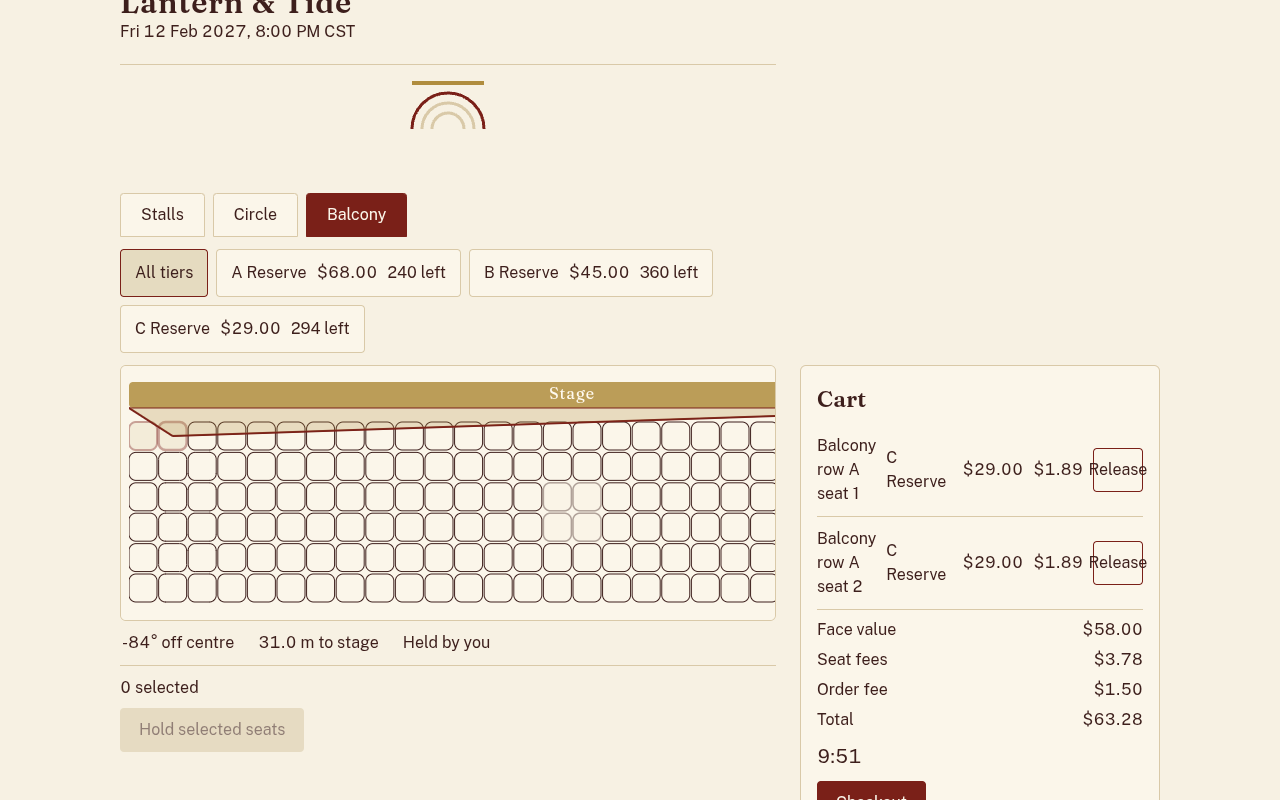 Lantern & Tide
Fri 12 Feb 2027, 8:00 PM CST
Stalls
Circle
Balcony
All tiers
A Reserve $68.00 240 left
B Reserve $45.00 360 left
C Reserve $29.00 294 left
Stage
-84° off centre
31.0 m to stage
Held by you
0 selected
Hold selected seats
Cart
Balcony
row A
seat 1
C
Reserve
$29.00
$1.89
Release
Balcony
row A
seat 2
C
Reserve
$29.00
$1.89
Release
Face value $58.00
Seat fees $3.78
Order fee $1.50
Total $63.28
9:51
Checkout